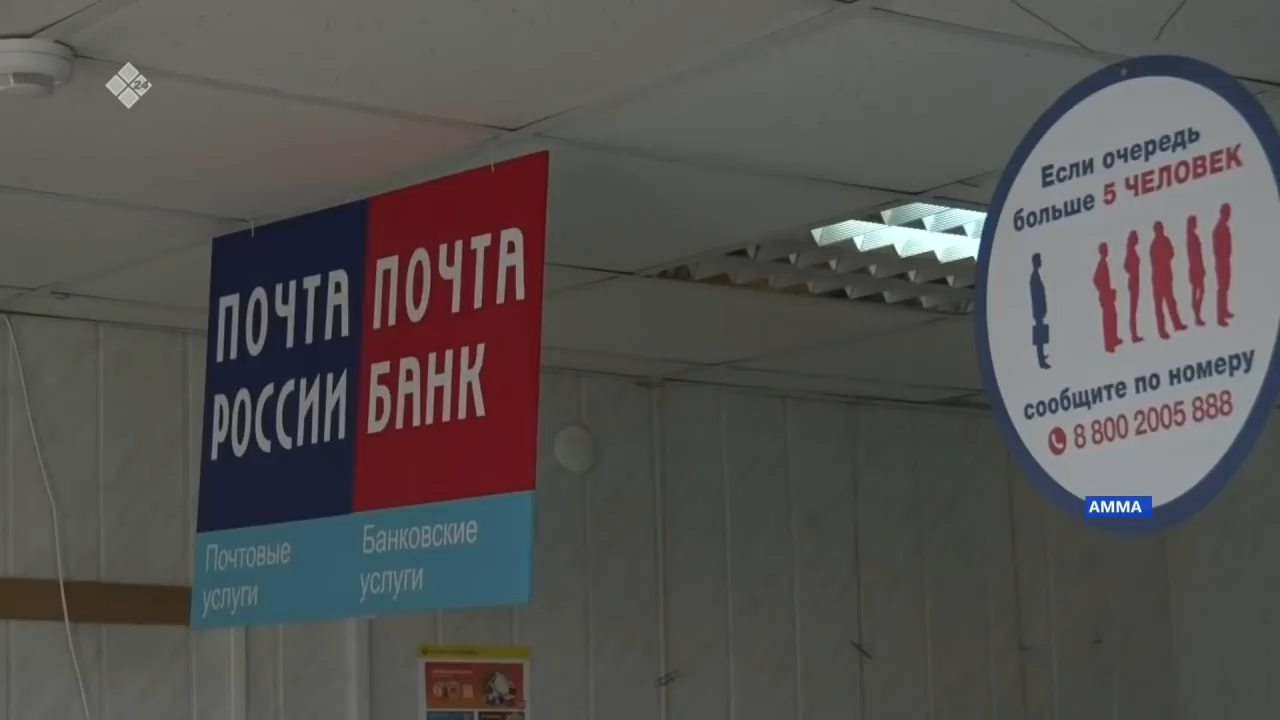 24
ПОЧТА
РОССИИ
ПОЧТА
БАНК
Почтовые
услуги
Банковские
услуги
Если очередь
больше 5 ЧЕЛОВЕК
сообщите по номеру
8 800 2005 888
АММА